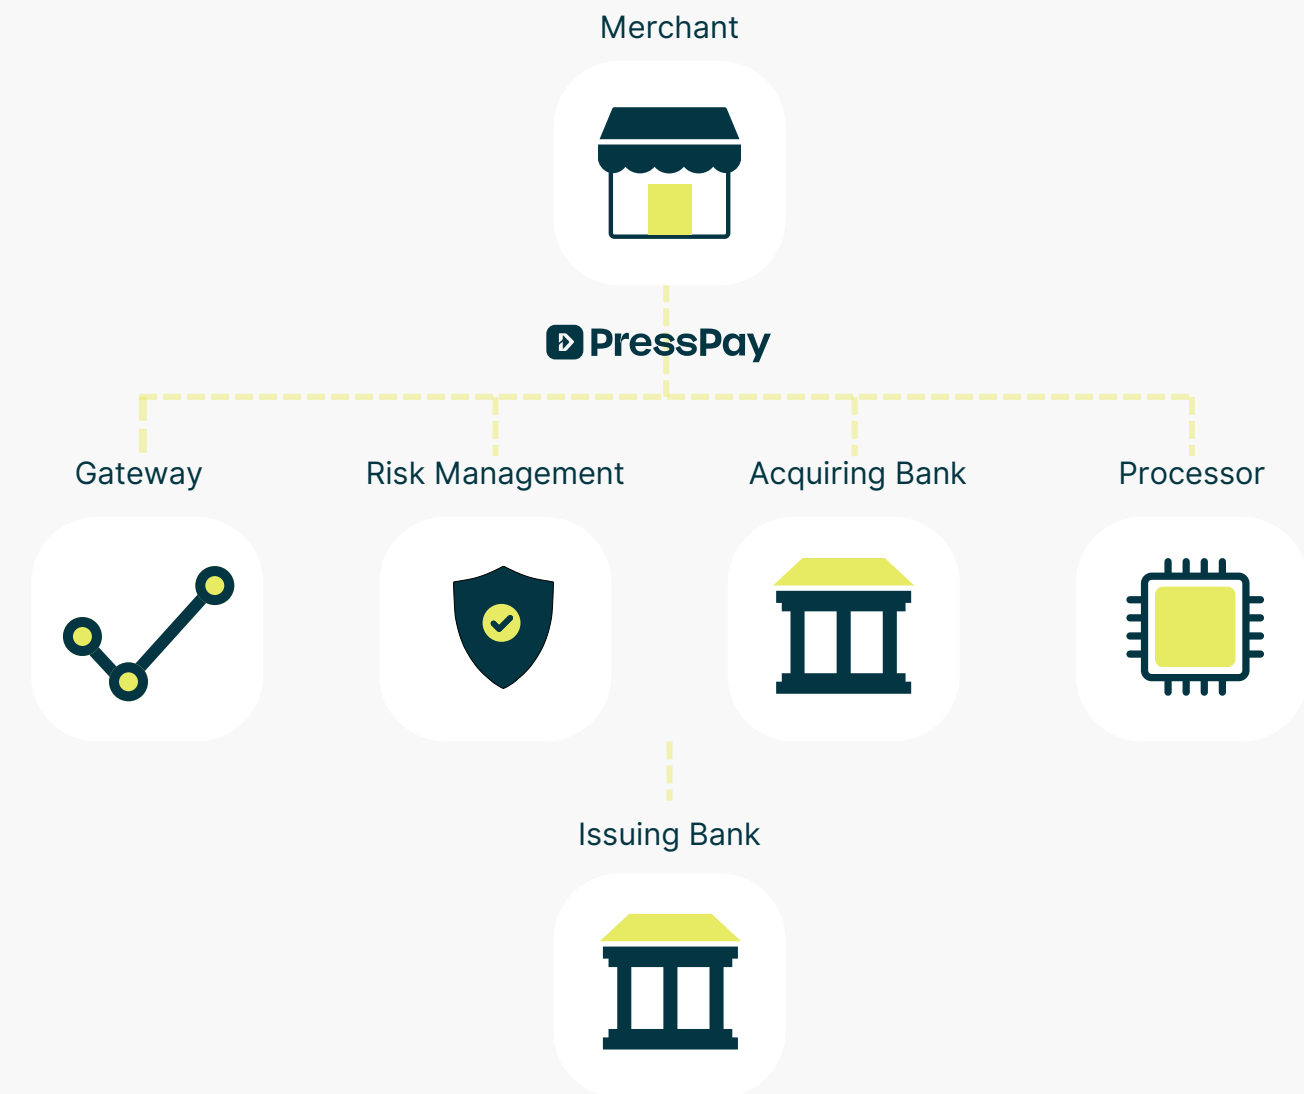 Merchant
PressPay
Gateway
Risk Management
Acquiring Bank
Processor
Issuing Bank